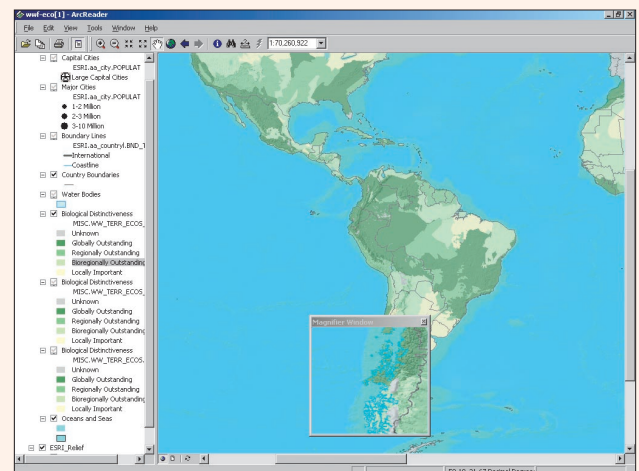 wwf-eco[1] - ArcReader
File Edit View Tools Window Help
1:70,260,922
Capital Cities
ESRI.aa_city.POPULAT
Large Capital Cities
Major Cities
ESRI.aa_city.POPULAT
1-2 Million
2-3 Million
3-10 Million
Boundary Lines
ESRI.aa_countryl.BND_T
International
Coastline
Country Boundaries
Water Bodies
Biological Distinctiveness
MISC.WW_TERR_ECOS_
Unknown
Globally Outstanding
Regionally Outstanding
Bioregionally Outstanding
Locally Important
Biological Distinctiveness
MISC.WW_TERR_ECOS_
Unknown
Globally Outstanding
Regionally Outstanding
Bioregionally Outstanding
Locally Important
Biological Distinctiveness
MISC.WW_TERR_ECOS.
Unknown
Globally Outstanding
Regionally Outstanding
Bioregionally Outstanding
Locally Important
Oceans and Seas
ESRI_Relief
Magnifier Window